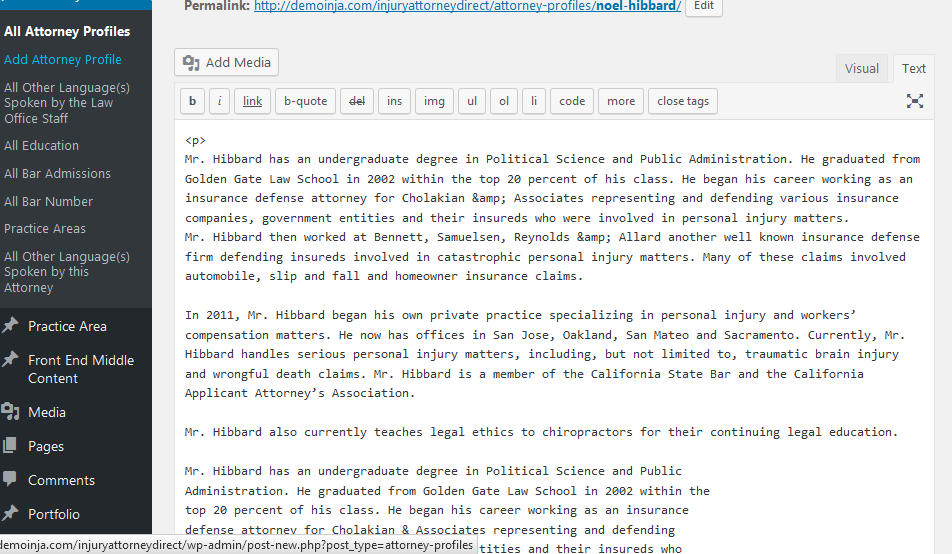 Permalink: http://demoinja.com/injuryattorneydirect/attorney-profiles/noel-hibbard/ Edit
All Attorney Profiles
Add Attorney Profile
All Other Language(s)
Spoken by the Law
Office Staff
All Education
All Bar Admissions
All Bar Number
Practice Areas
All Other Language(s)
Spoken by this
Attorney
Practice Area
Front End Middle
Content
Media
Pages
Comments
Portfolio
Add Media
Visual Text
b i link b-quote del ins img ul ol li code more close tags
<p>
Mr. Hibbard has an undergraduate degree in Political Science and Public Administration. He graduated from
Golden Gate Law School in 2002 within the top 20 percent of his class. He began his career working as an
insurance defense attorney for Cholakian &amp; Associates representing and defending various insurance
companies, government entities and their insureds who were involved in personal injury matters.
Mr. Hibbard then worked at Bennett, Samuelsen, Reynolds &amp; Allard another well known insurance defense
firm defending insureds involved in catastrophic personal injury matters. Many of these claims involved
automobile, slip and fall and homeowner insurance claims.
In 2011, Mr. Hibbard began his own private practice specializing in personal injury and workers’
compensation matters. He now has offices in San Jose, Oakland, San Mateo and Sacramento. Currently, Mr.
Hibbard handles serious personal injury matters, including, but not limited to, traumatic brain injury
and wrongful death claims. Mr. Hibbard is a member of the California State Bar and the California
Applicant Attorney’s Association.
Mr. Hibbard also currently teaches legal ethics to chiropractors for their continuing legal education.
Mr. Hibbard has an undergraduate degree in Political Science and Public
Administration. He graduated from Golden Gate Law School in 2002 within the
top 20 percent of his class. He began his career working as an insurance
defense attorney for Cholakian & Associates representing and defending
tities and their insureds who
demoinja.com/injuryattorneydirect/wp-admin/post-new.php?post_type=attorney-profiles